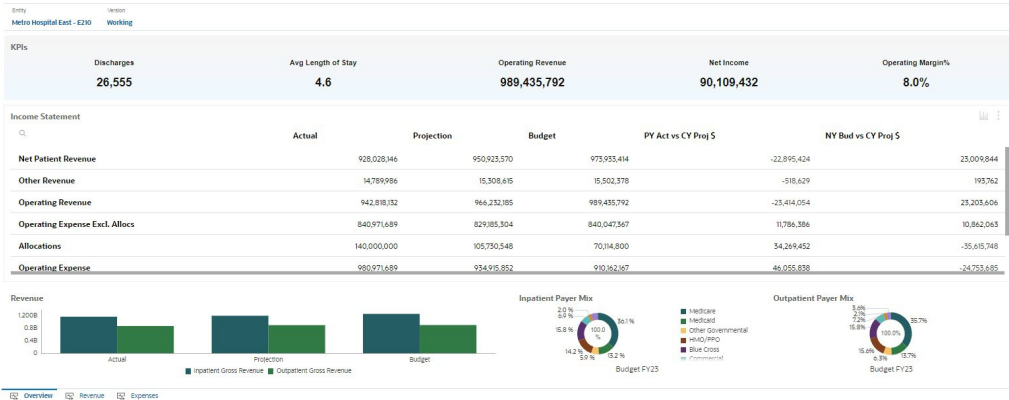 Entity Version
Metro Hospital East - E210 Working
KPIs
Discharges Avg Length of Stay Operating Revenue Net Income Operating Margin%
26,555 4.6 989,435,792 90,109,432 8.0%
Income Statement
Actual Projection Budget PY Act vs CY Proj $ NY Bud vs CY Proj $
Net Patient Revenue 928,028,146 950,923,570 973,933,414 -22,895,424 23,009,844
Other Revenue 14,789,986 15,308,615 15,502,378 -518,629 193,762
Operating Revenue 942,818,132 966,232,185 989,435,792 -23,414,054 23,203,606
Operating Expense Excl. Allocs 840,971,689 829,185,304 840,047,367 11,786,386 10,862,063
Allocations 140,000,000 105,730,548 70,114,800 34,269,452 -35,615,748
Operating Expense 980,971,689 934,915,852 910,162,167 46,055,838 -24,753,685
Revenue
1.200B
0.8B
0.4B
0
Actual Projection Budget
Inpatient Gross Revenue Outpatient Gross Revenue
Inpatient Payer Mix
2.0 %
6.9 %
15.8 %
14.2 %
5.9 %
13.2 %
36.1 %
100.0 %
Budget FY23
Medicare
Medicaid
Other Governmental
HMO/PPO
Blue Cross
Commercial
Outpatient Payer Mix
3.6%
2.1%
7.2%
15.8%
15.6%
6.3%
13.7%
35.7%
100.0%
Budget FY23
Overview Revenue Expenses